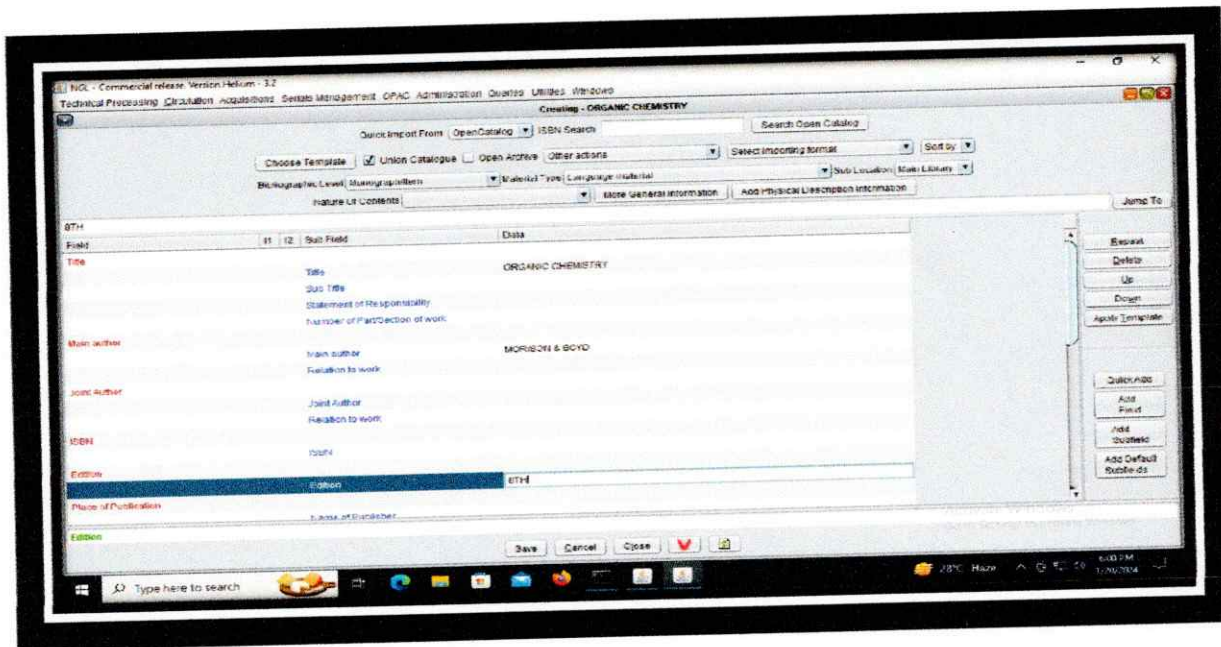 NGL - Commercial release, Version Helium - 3.2
Technical Processing Circulation Acquisitions Serials Management OPAC Administration Queries Utilities Windows
Creating - ORGANIC CHEMISTRY
Quick Import From OpenCatalog ISBN Search Search Open Catalog
Choose Template Union Catalogue Open Archive Other actions Select importing format Sort by
Bibliographic Level Material Type Language material Sub Location Main Library
Nature Of Contents More General Information Add Physical Description Information
Jump To
8TH
Field I1 I2 Sub Field Data
Title
Title ORGANIC CHEMISTRY
Sub Title
Statement of Responsibility
Number of Part/Section of work
Main author
Main author MORISON & BOYD
Relation to work
Joint Author
Joint Author
Relation to work
ISBN
ISBN
Edition
Edition 8TH
Place of Publication
Name of Publisher
Edition
Repeat
Delete
Up
Down
Apply Template
Quick Add
Add
Field
Add
Subfield
Add Default
Subfields
Save Cancel Close
Type here to search
28°C Haze
6:00 PM